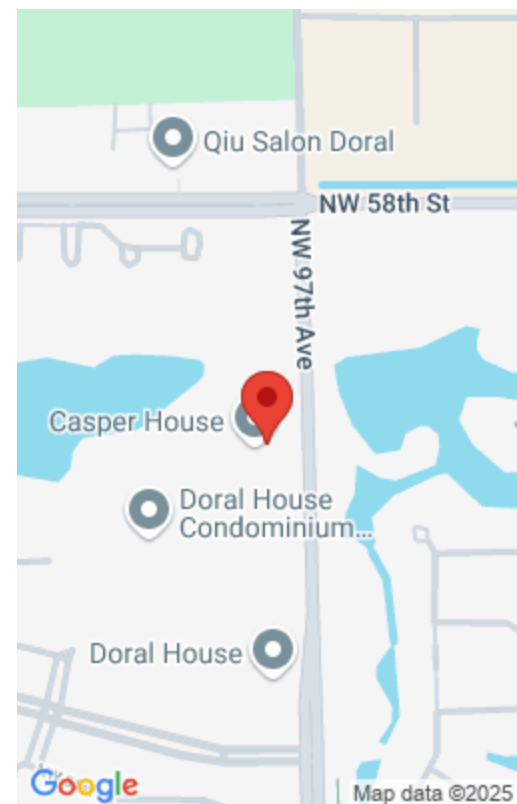 Qiu Salon Doral
NW 58th St
NW 97th Ave
Casper House
Doral House
Condominium...
Doral House
Google
Map data ©2025